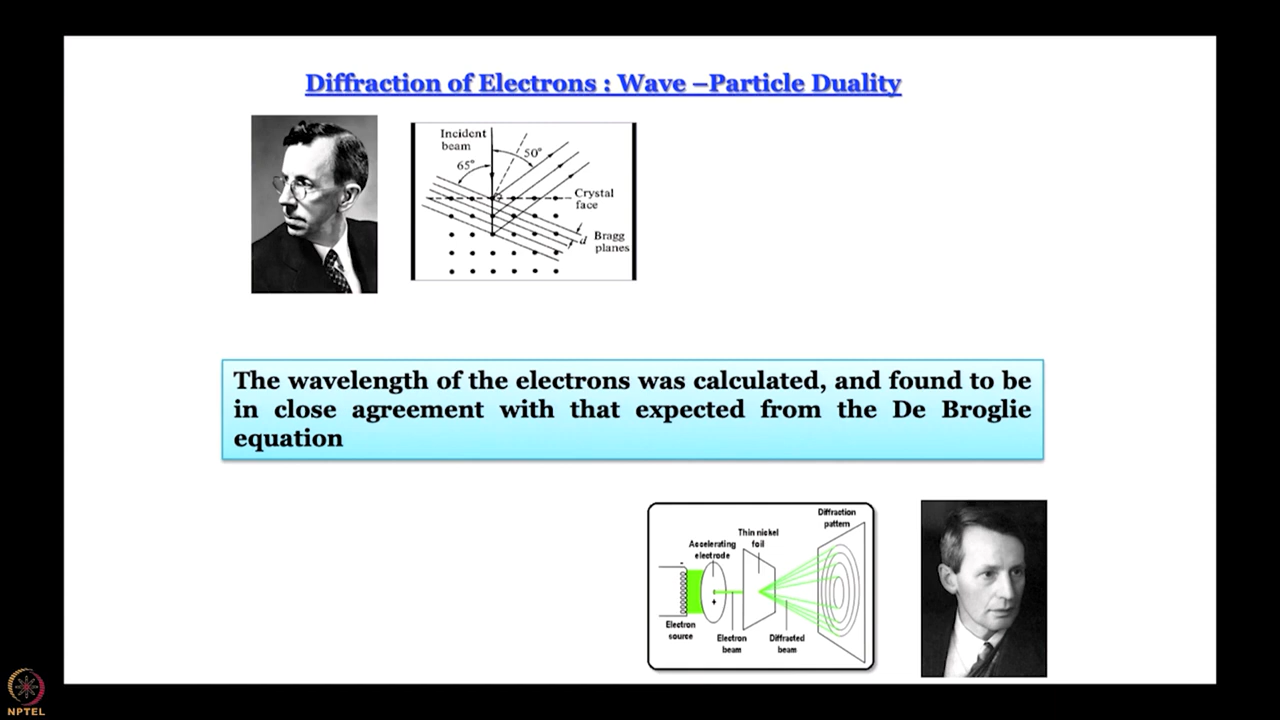 Diffraction of Electrons : Wave –Particle Duality
Incident
beam
50°
65°
Crystal
face
d
Bragg
planes
The wavelength of the electrons was calculated, and found to be
in close agreement with that expected from the De Broglie
equation
Diffraction
pattern
Thin nickel
foil
Accelerating
electrode
Electron
source
Electron
beam
Diffracted
beam
NPTEL